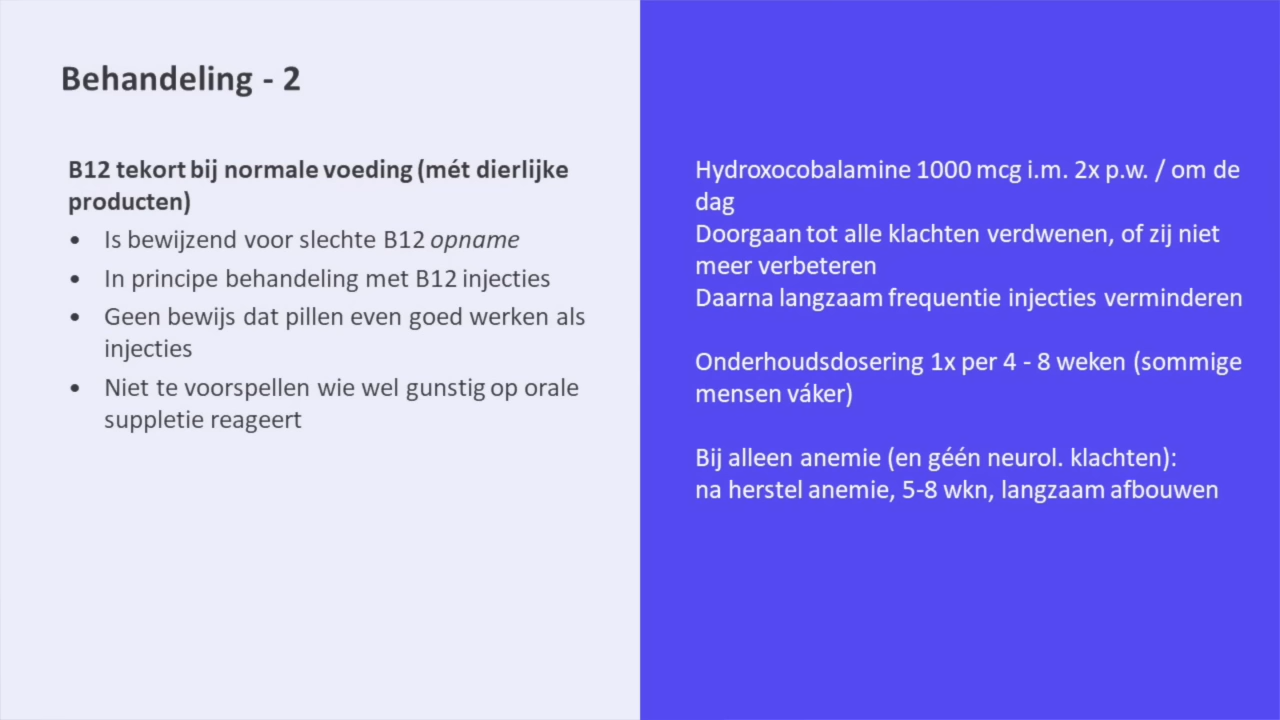 Behandeling - 2
B12 tekort bij normale voeding (mét dierlijke
producten)
• Is bewijzend voor slechte B12 opname
• In principe behandeling met B12 injecties
• Geen bewijs dat pillen even goed werken als
injecties
• Niet te voorspellen wie wel gunstig op orale
suppletie reageert
Hydroxocobalamine 1000 mcg i.m. 2x p.w. / om de
dag
Doorgaan tot alle klachten verdwenen, of zij niet
meer verbeteren
Daarna langzaam frequentie injecties verminderen
Onderhoudsdosering 1x per 4 - 8 weken (sommige
mensen váker)
Bij alleen anemie (en géén neurol. klachten):
na herstel anemie, 5-8 wkn, langzaam afbouwen